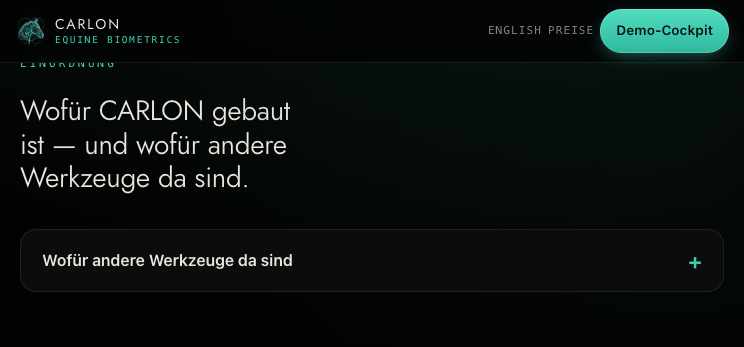 CARLON
EQUINE BIOMETRICS
ENGLISH PREISE Demo-Cockpit
EINORDNUNG
Wofür CARLON gebaut
ist — und wofür andere
Werkzeuge da sind.
Wofür andere Werkzeuge da sind
+